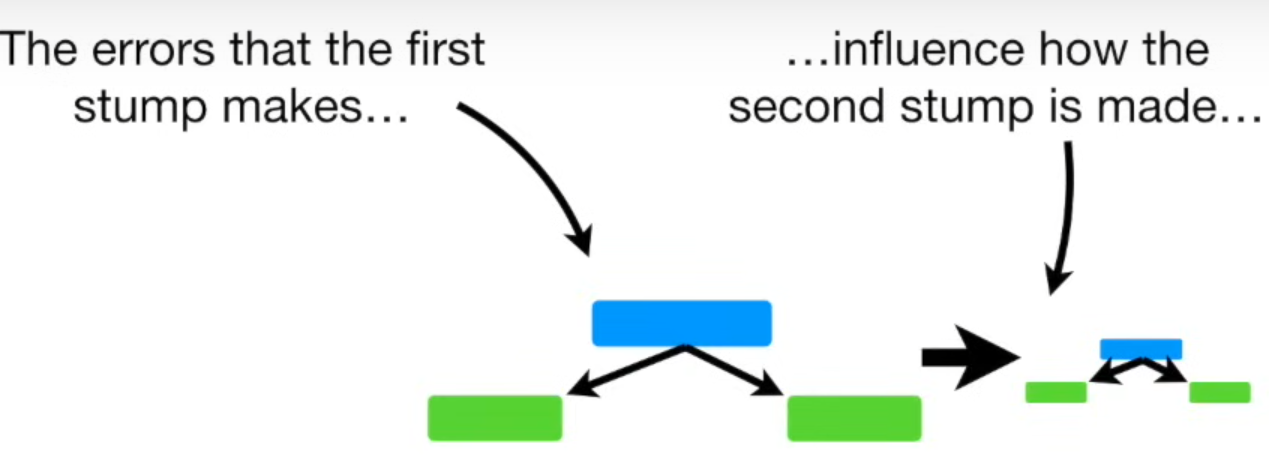 The errors that the first
stump makes…
…influence how the
second stump is made…